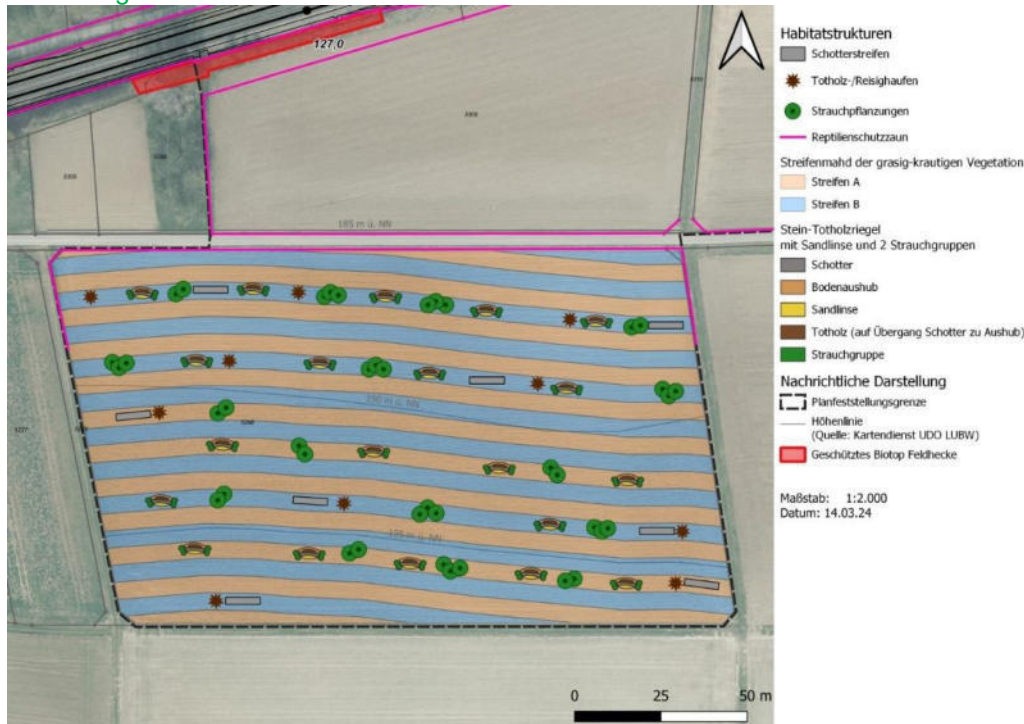 127,0
185 m ü. NN
190 m ü. NN
195 m ü. NN
Habitatstrukturen
Schotterstreifen
Totholz-/Reisighaufen
Strauchpflanzungen
Reptilienschutzzaun
Streifenmahd der grasig-krautigen Vegetation
Streifen A
Streifen B
Stein-Totholzriegel
mit Sandlinse und 2 Strauchgruppen
Schotter
Bodenaushub
Sandlinse
Totholz (auf Übergang Schotter zu Aushub)
Strauchgruppe
Nachrichtliche Darstellung
Planfeststellungsgrenze
Höhenlinie
(Quelle: Kartendienst UDO LUBW)
Geschütztes Biotop Feldhecke
Maßstab: 1:2.000
Datum: 14.03.24
0 25 50 m